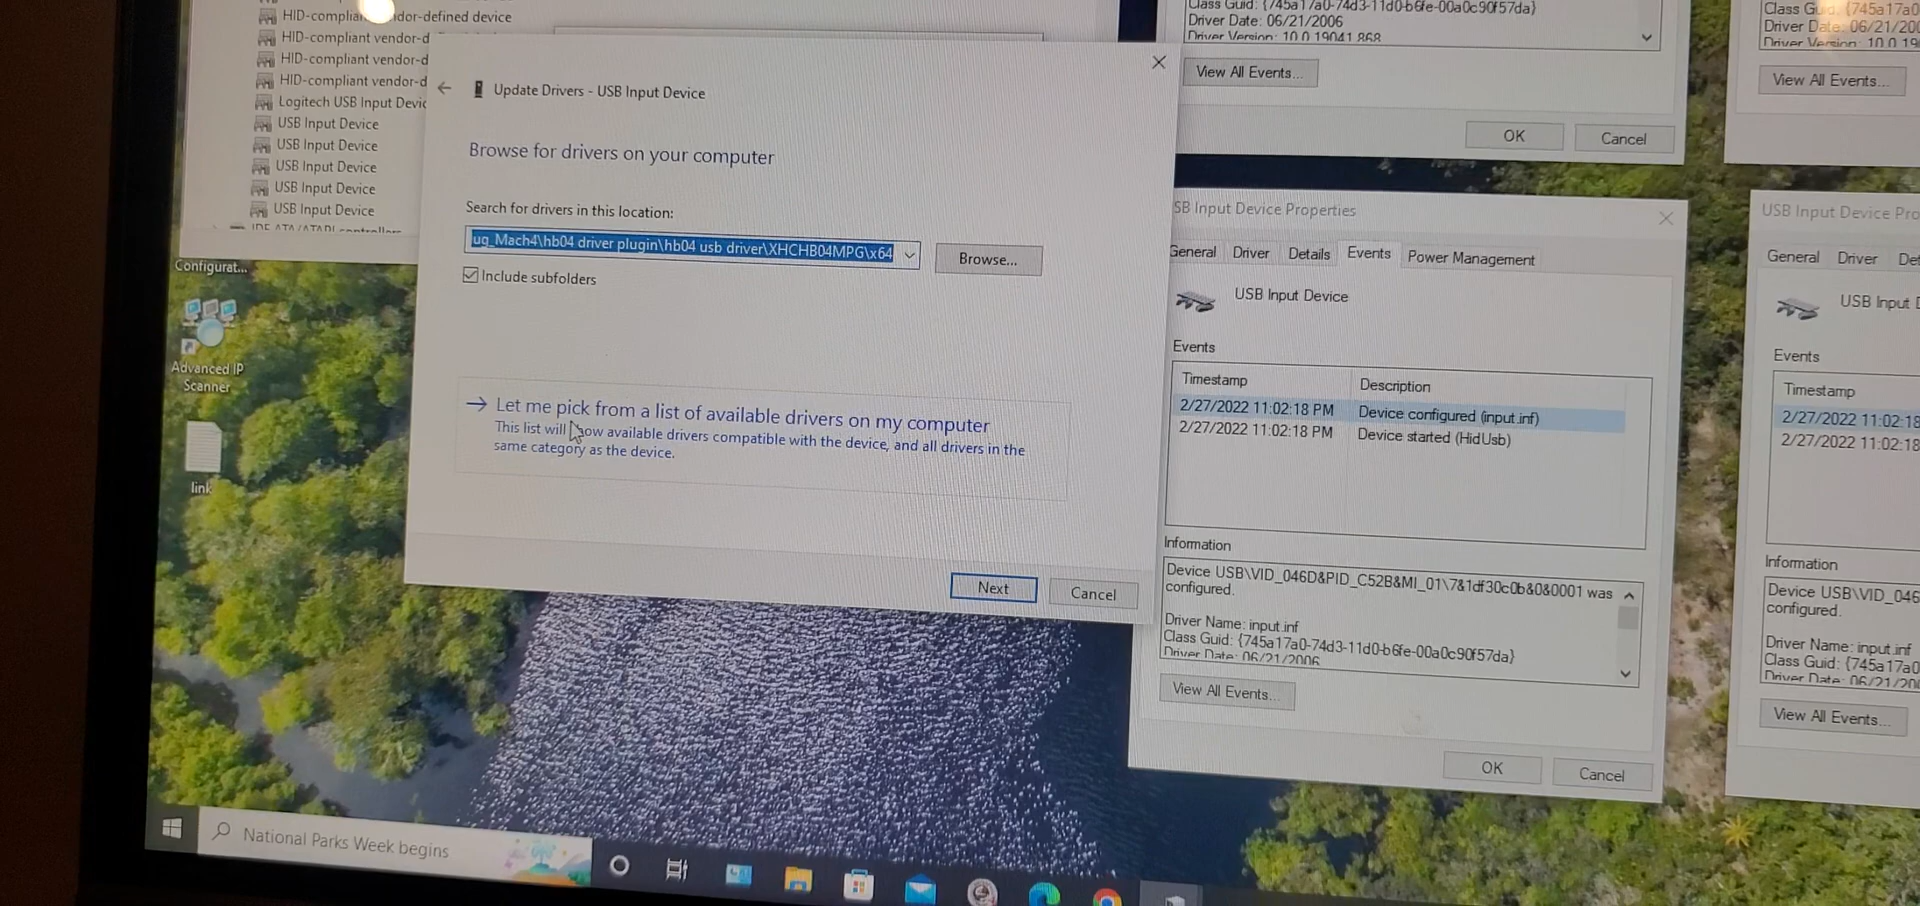 HID-compliant vendor-defined device
HID-compliant vendor-d
HID-compliant vendor-d
HID-compliant vendor-d
Logitech USB Input Devic
USB Input Device
USB Input Device
USB Input Device
USB Input Device
USB Input Device
IDE ATA/ATAPI controllers
Configurat...
Advanced IP
Scanner
link
Update Drivers - USB Input Device
Browse for drivers on your computer
Search for drivers in this location:
ug_Mach4\hb04 driver plugin\hb04 usb driver\XHCHB04MPG\x64
Browse...
Include subfolders
Let me pick from a list of available drivers on my computer
This list will show available drivers compatible with the device, and all drivers in the
same category as the device.
Next
Cancel
Class Guid: {745a17a0-74d3-11d0-b6fe-00a0c90f57da}
Driver Date: 06/21/2006
Driver Version: 10.0.19041.868
View All Events...
OK
Cancel
Class Guid: {745a17a0
Driver Date: 06/21/200
Driver Version: 10.0.19
View All Events...
SB Input Device Properties
General
Driver
Details
Events
Power Management
USB Input Device
Events
Timestamp
Description
2/27/2022 11:02:18 PM
Device configured (input.inf)
2/27/2022 11:02:18 PM
Device started (HidUsb)
Information
Device USB\VID_046D&PID_C52B&MI_01\7&1df30c0b&0&0001 was
configured.
Driver Name: input.inf
Class Guid: {745a17a0-74d3-11d0-b6fe-00a0c90f57da}
Driver Date: 06/21/2006
View All Events...
OK
Cancel
USB Input Device Pro
General
Driver
Det
USB Input D
Events
Timestamp
2/27/2022 11:02:18
2/27/2022 11:02:18
Information
Device USB\VID_046
configured.
Driver Name: input.inf
Class Guid: {745a17a0
Driver Date: 06/21/20
View All Events...
National Parks Week begins